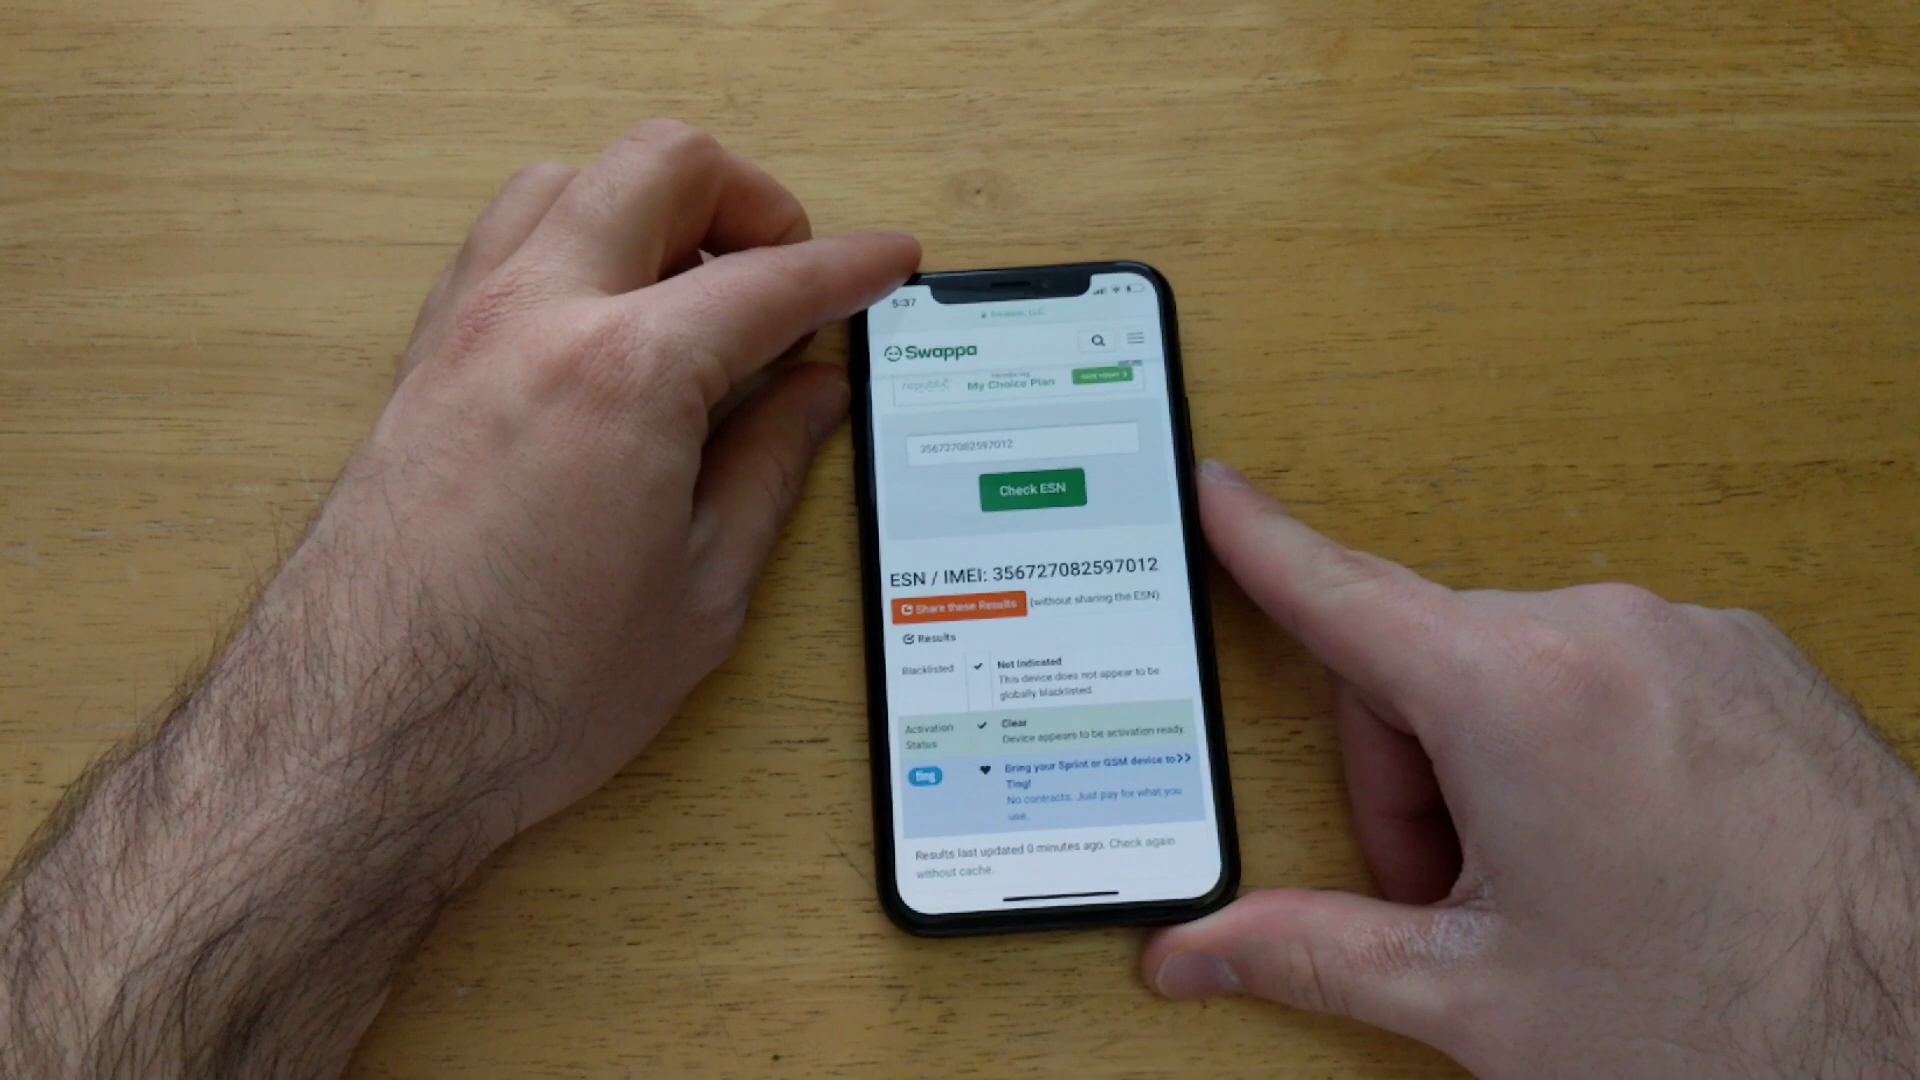 5:37
Swappa
republic
My Choice Plan
356727082597012
Check ESN
ESN / IMEI: 356727082597012
Share these Results (without sharing the ESN)
Results
Blacklisted
Not Indicated
This device does not appear to be
globally blacklisted.
Activation
Status
Clear
Device appears to be activation ready.
ting
Bring your Sprint or GSM device to >>
Ting!
No contracts. Just pay for what you
use.
Results last updated 0 minutes ago. Check again
without cache.